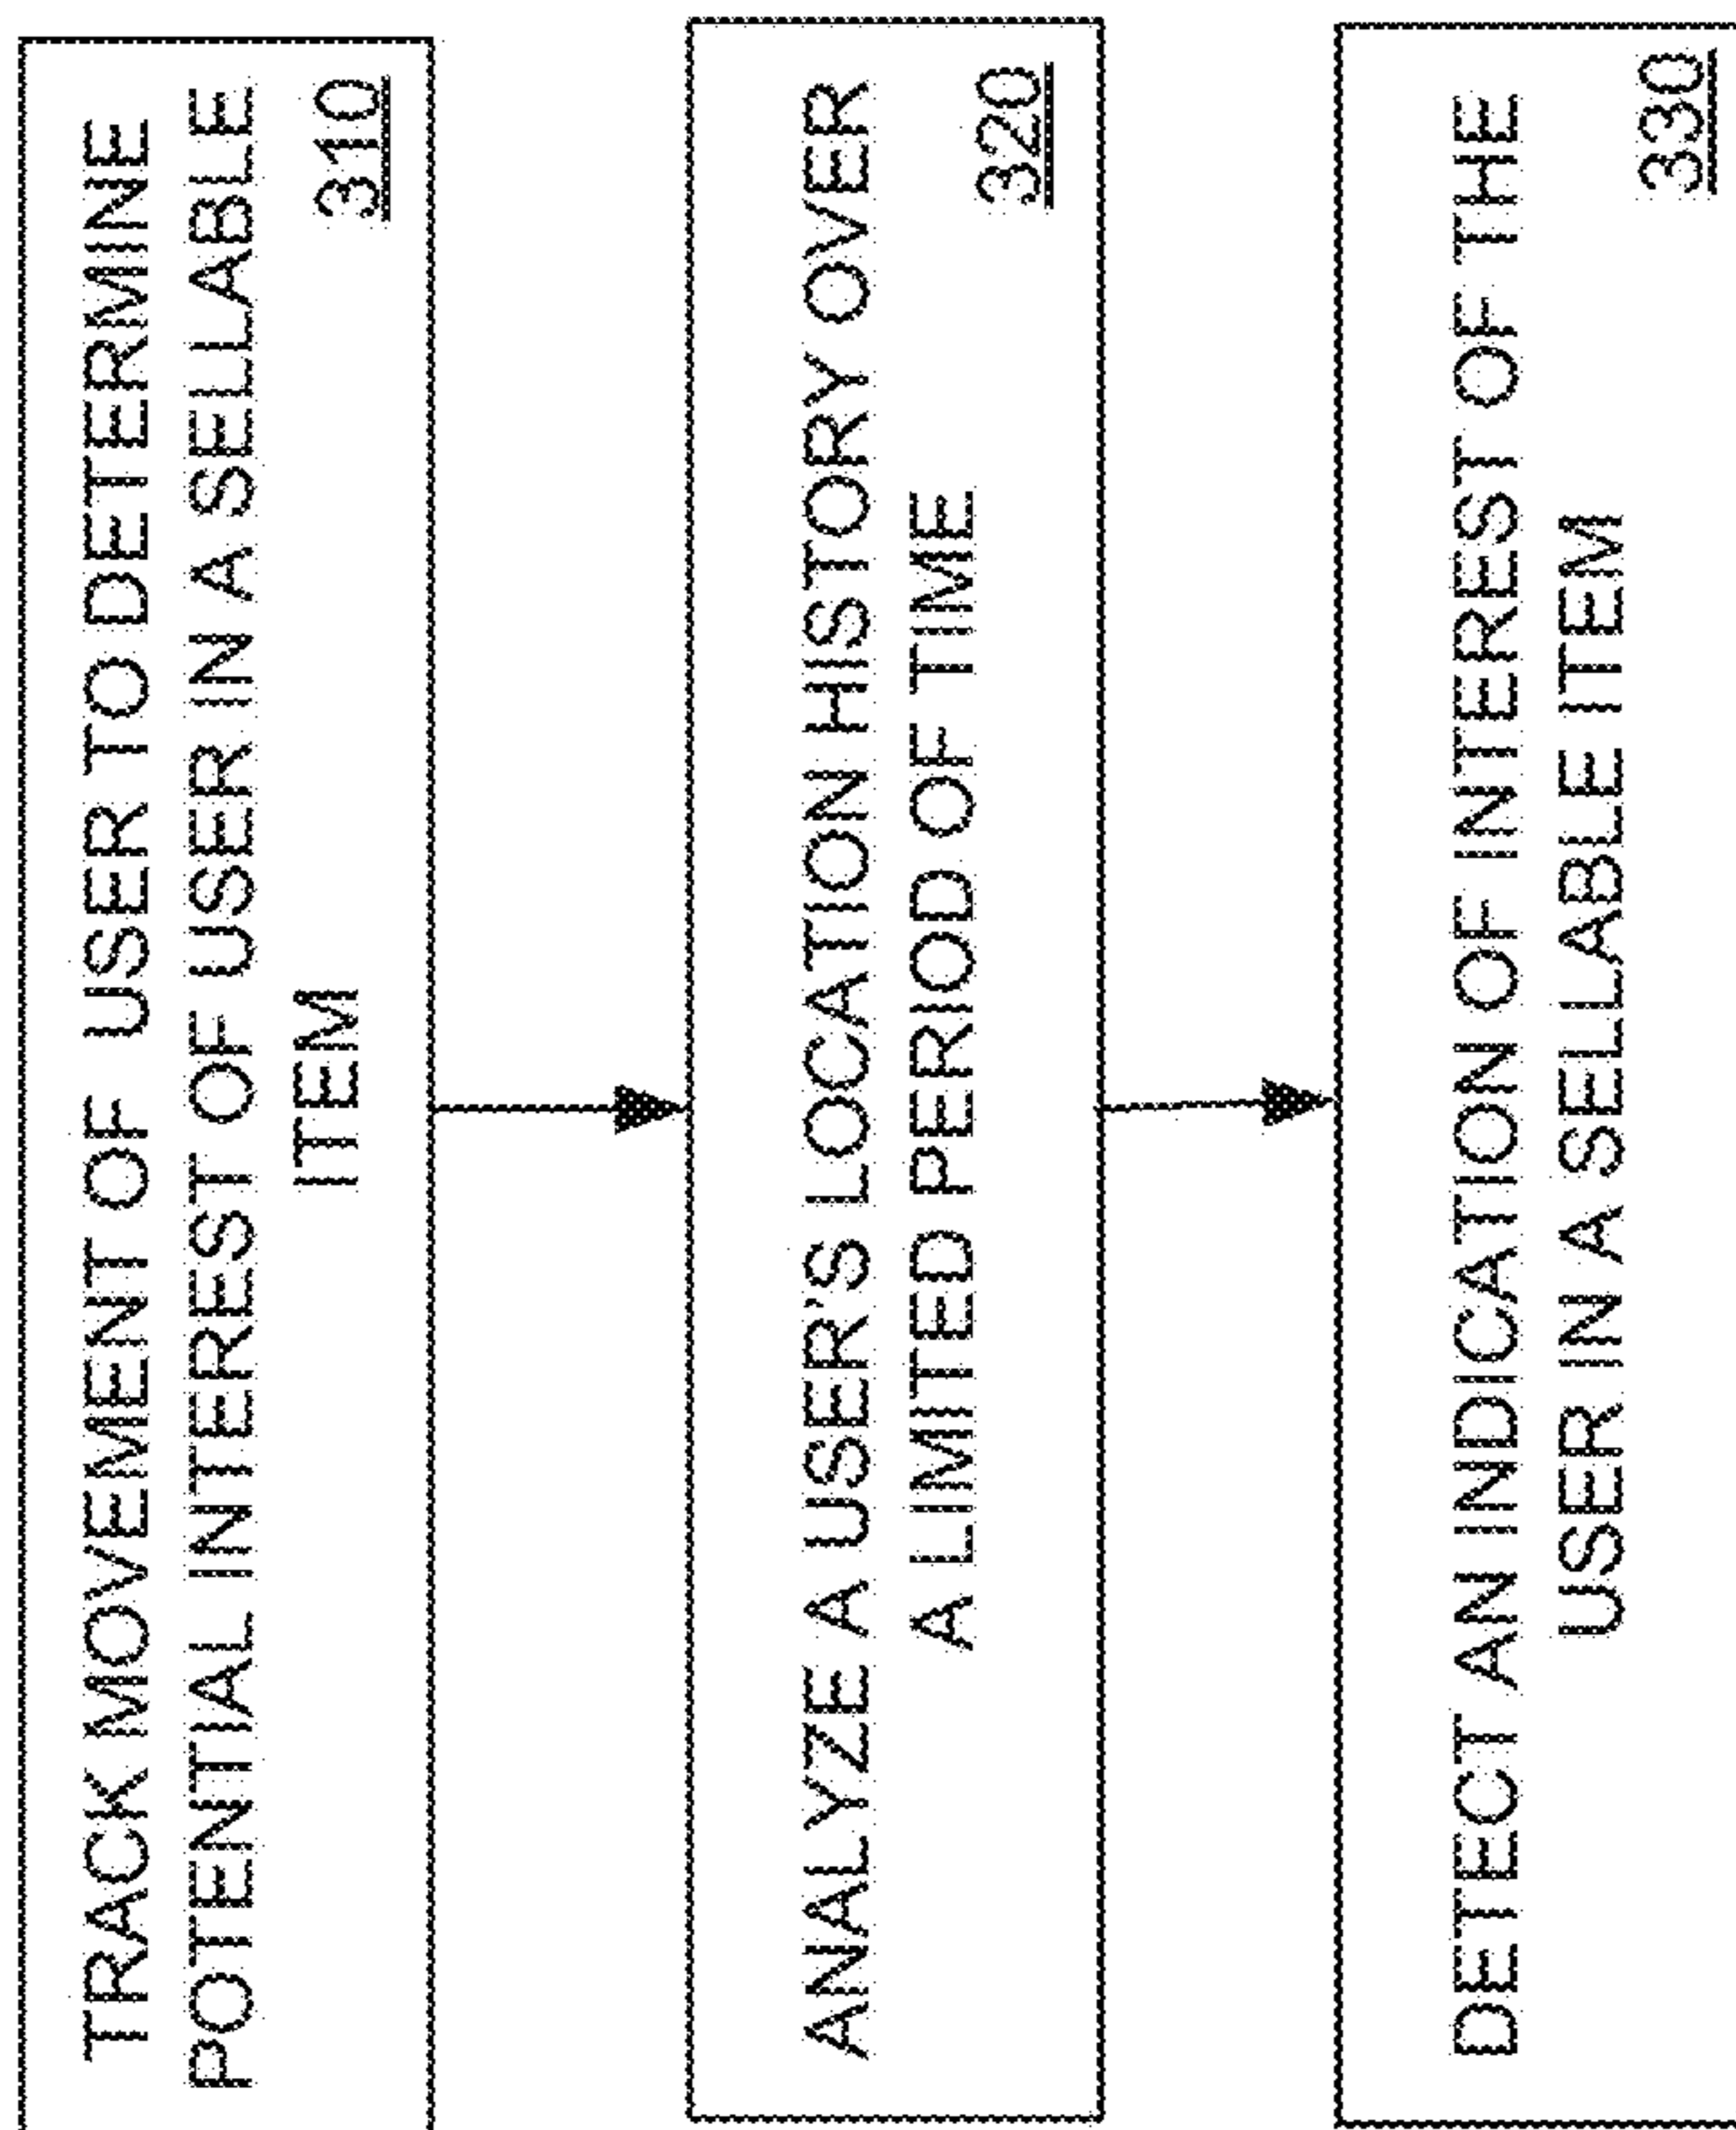 TRACK MOVEMENT OF USER TO DETERMINE
POTENTIAL INTEREST OF USER IN A SELLABLE
ITEM
310
ANALYZE A USER'S LOCATION HISTORY OVER
A LIMITED PERIOD OF TIME
320
DETECT AN INDICATION OF INTEREST OF THE
USER IN A SELLABLE ITEM
330